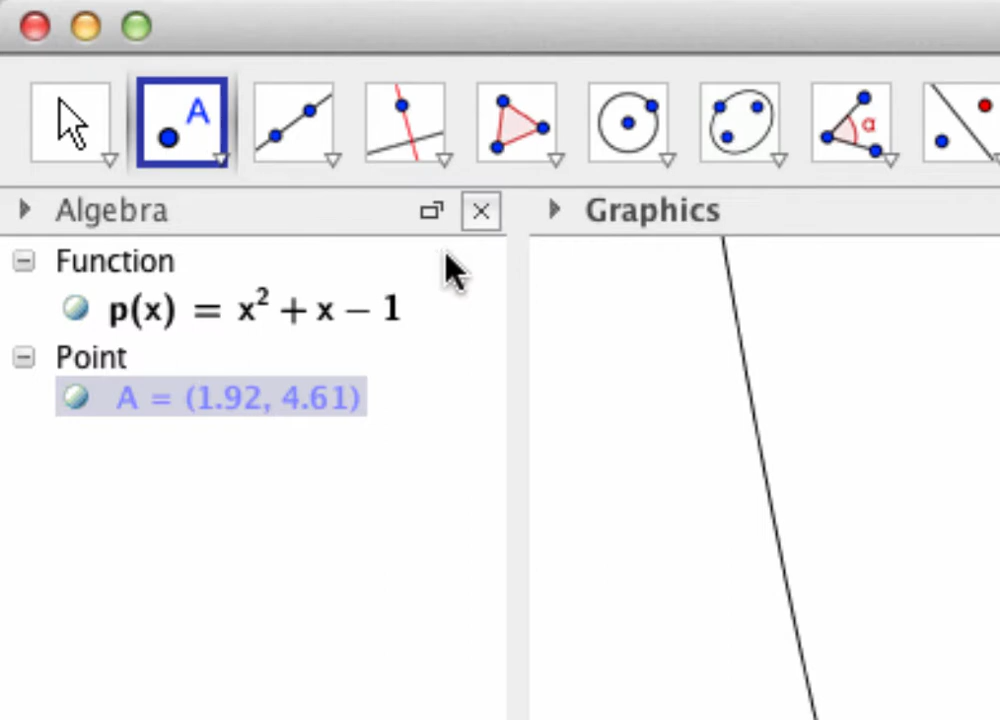 A
α
Algebra
Graphics
Function
p(x) = x² + x − 1
Point
A = (1.92, 4.61)